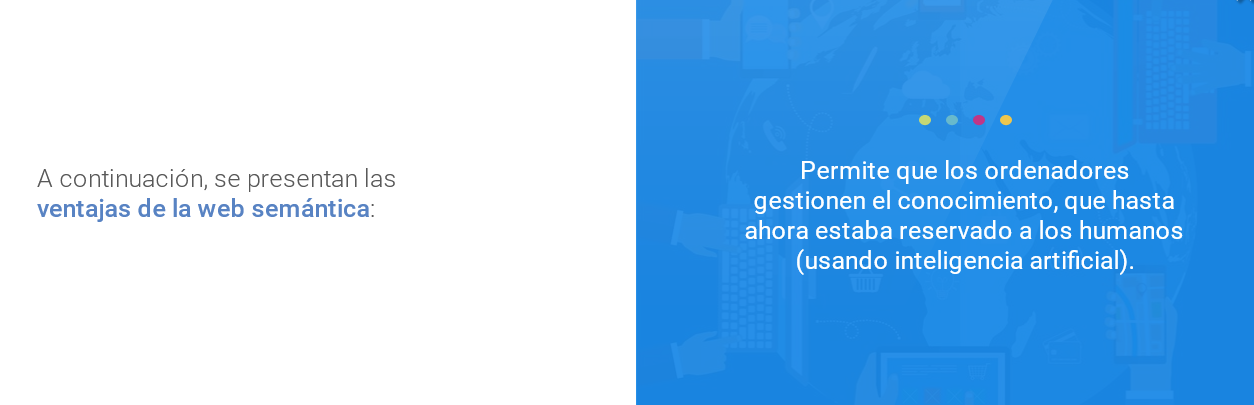 A continuación, se presentan las
ventajas de la web semántica:
Permite que los ordenadores
gestionen el conocimiento, que hasta
ahora estaba reservado a los humanos
(usando inteligencia artificial).